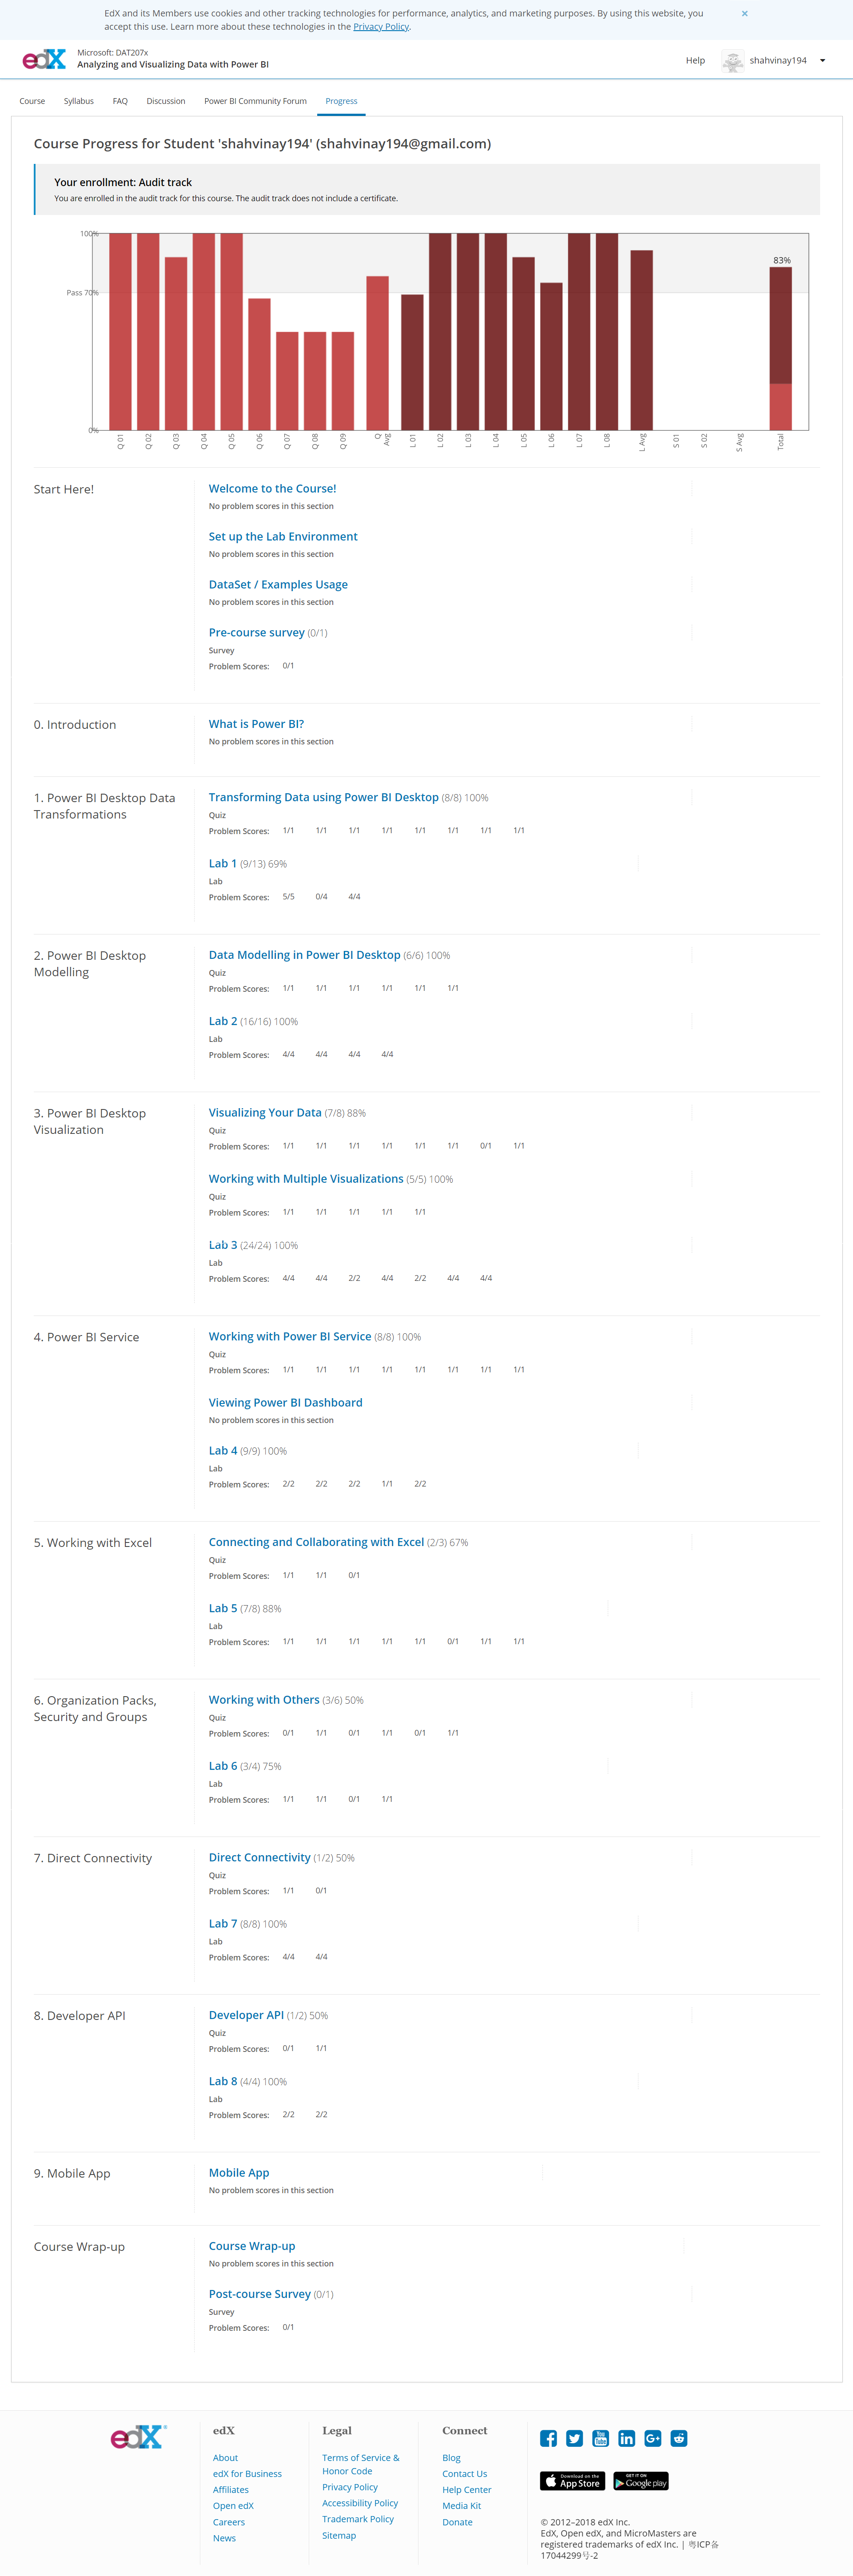 EdX and its Members use cookies and other tracking technologies for performance, analytics, and marketing purposes. By using this website, you
accept this use. Learn more about these technologies in the Privacy Policy.
×
edX
Microsoft: DAT207x
Analyzing and Visualizing Data with Power BI
Help
shahvinay194
Course
Syllabus
FAQ
Discussion
Power BI Community Forum
Progress
Course Progress for Student 'shahvinay194' (shahvinay194@gmail.com)
Your enrollment: Audit track
You are enrolled in the audit track for this course. The audit track does not include a certificate.
100%
Pass 70%
0%
83%
Q 01
Q 02
Q 03
Q 04
Q 05
Q 06
Q 07
Q 08
Q 09
Q Avg
L 01
L 02
L 03
L 04
L 05
L 06
L 07
L 08
L Avg
S 01
S 02
S Avg
Total
Start Here!
Welcome to the Course!
No problem scores in this section
Set up the Lab Environment
No problem scores in this section
DataSet / Examples Usage
No problem scores in this section
Pre-course survey (0/1)
Survey
Problem Scores: 0/1
0. Introduction
What is Power BI?
No problem scores in this section
1. Power BI Desktop Data
Transformations
Transforming Data using Power BI Desktop (8/8) 100%
Quiz
Problem Scores: 1/1 1/1 1/1 1/1 1/1 1/1 1/1 1/1
Lab 1 (9/13) 69%
Lab
Problem Scores: 5/5 0/4 4/4
2. Power BI Desktop
Modelling
Data Modelling in Power BI Desktop (6/6) 100%
Quiz
Problem Scores: 1/1 1/1 1/1 1/1 1/1 1/1
Lab 2 (16/16) 100%
Lab
Problem Scores: 4/4 4/4 4/4 4/4
3. Power BI Desktop
Visualization
Visualizing Your Data (7/8) 88%
Quiz
Problem Scores: 1/1 1/1 1/1 1/1 1/1 1/1 0/1 1/1
Working with Multiple Visualizations (5/5) 100%
Quiz
Problem Scores: 1/1 1/1 1/1 1/1 1/1
Lab 3 (24/24) 100%
Lab
Problem Scores: 4/4 4/4 2/2 4/4 2/2 4/4 4/4
4. Power BI Service
Working with Power BI Service (8/8) 100%
Quiz
Problem Scores: 1/1 1/1 1/1 1/1 1/1 1/1 1/1 1/1
Viewing Power BI Dashboard
No problem scores in this section
Lab 4 (9/9) 100%
Lab
Problem Scores: 2/2 2/2 2/2 1/1 2/2
5. Working with Excel
Connecting and Collaborating with Excel (2/3) 67%
Quiz
Problem Scores: 1/1 1/1 0/1
Lab 5 (7/8) 88%
Lab
Problem Scores: 1/1 1/1 1/1 1/1 1/1 0/1 1/1 1/1
6. Organization Packs,
Security and Groups
Working with Others (3/6) 50%
Quiz
Problem Scores: 0/1 1/1 0/1 1/1 0/1 1/1
Lab 6 (3/4) 75%
Lab
Problem Scores: 1/1 1/1 0/1 1/1
7. Direct Connectivity
Direct Connectivity (1/2) 50%
Quiz
Problem Scores: 1/1 0/1
Lab 7 (8/8) 100%
Lab
Problem Scores: 4/4 4/4
8. Developer API
Developer API (1/2) 50%
Quiz
Problem Scores: 0/1 1/1
Lab 8 (4/4) 100%
Lab
Problem Scores: 2/2 2/2
9. Mobile App
Mobile App
No problem scores in this section
Course Wrap-up
Course Wrap-up
No problem scores in this section
Post-course Survey (0/1)
Survey
Problem Scores: 0/1
edX
edX
About
edX for Business
Affiliates
Open edX
Careers
News
Legal
Terms of Service &
Honor Code
Privacy Policy
Accessibility Policy
Trademark Policy
Sitemap
Connect
Blog
Contact Us
Help Center
Media Kit
Donate
You
Tube
in
G+
Download on the
App Store
GET IT ON
Google play
© 2012–2018 edX Inc.
EdX, Open edX, and MicroMasters are
registered trademarks of edX Inc. | 粤ICP备
17044299号-2